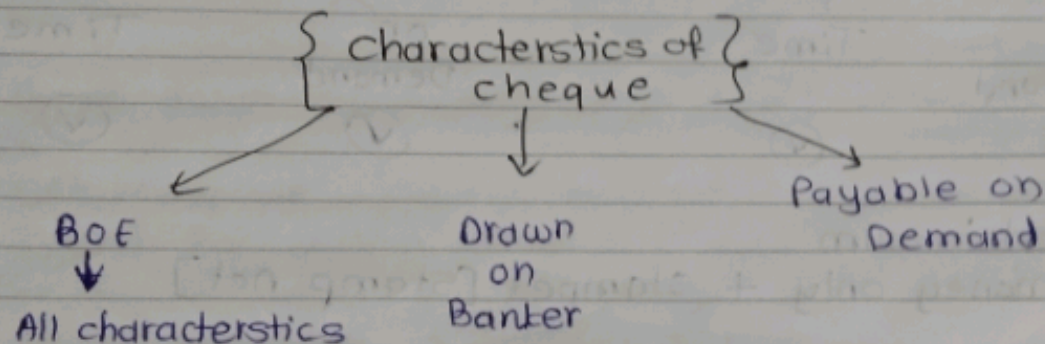 characterstics of
cheque
BOE
All characterstics
Drawn
on
Banker
Payable on
Demand